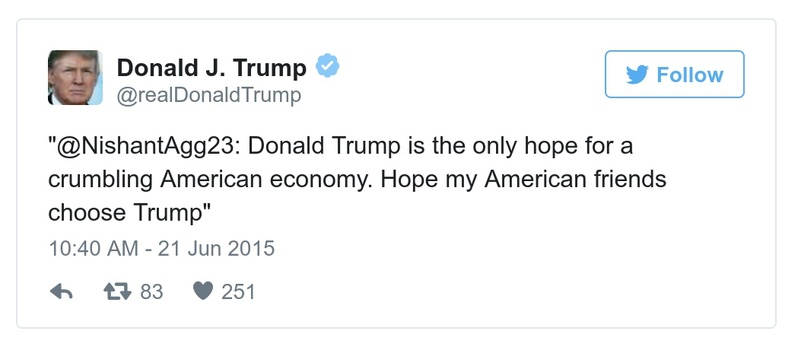 Donald J. Trump
@realDonaldTrump
Follow
"@NishantAgg23: Donald Trump is the only hope for a
crumbling American economy. Hope my American friends
choose Trump"
10:40 AM - 21 Jun 2015
83 251